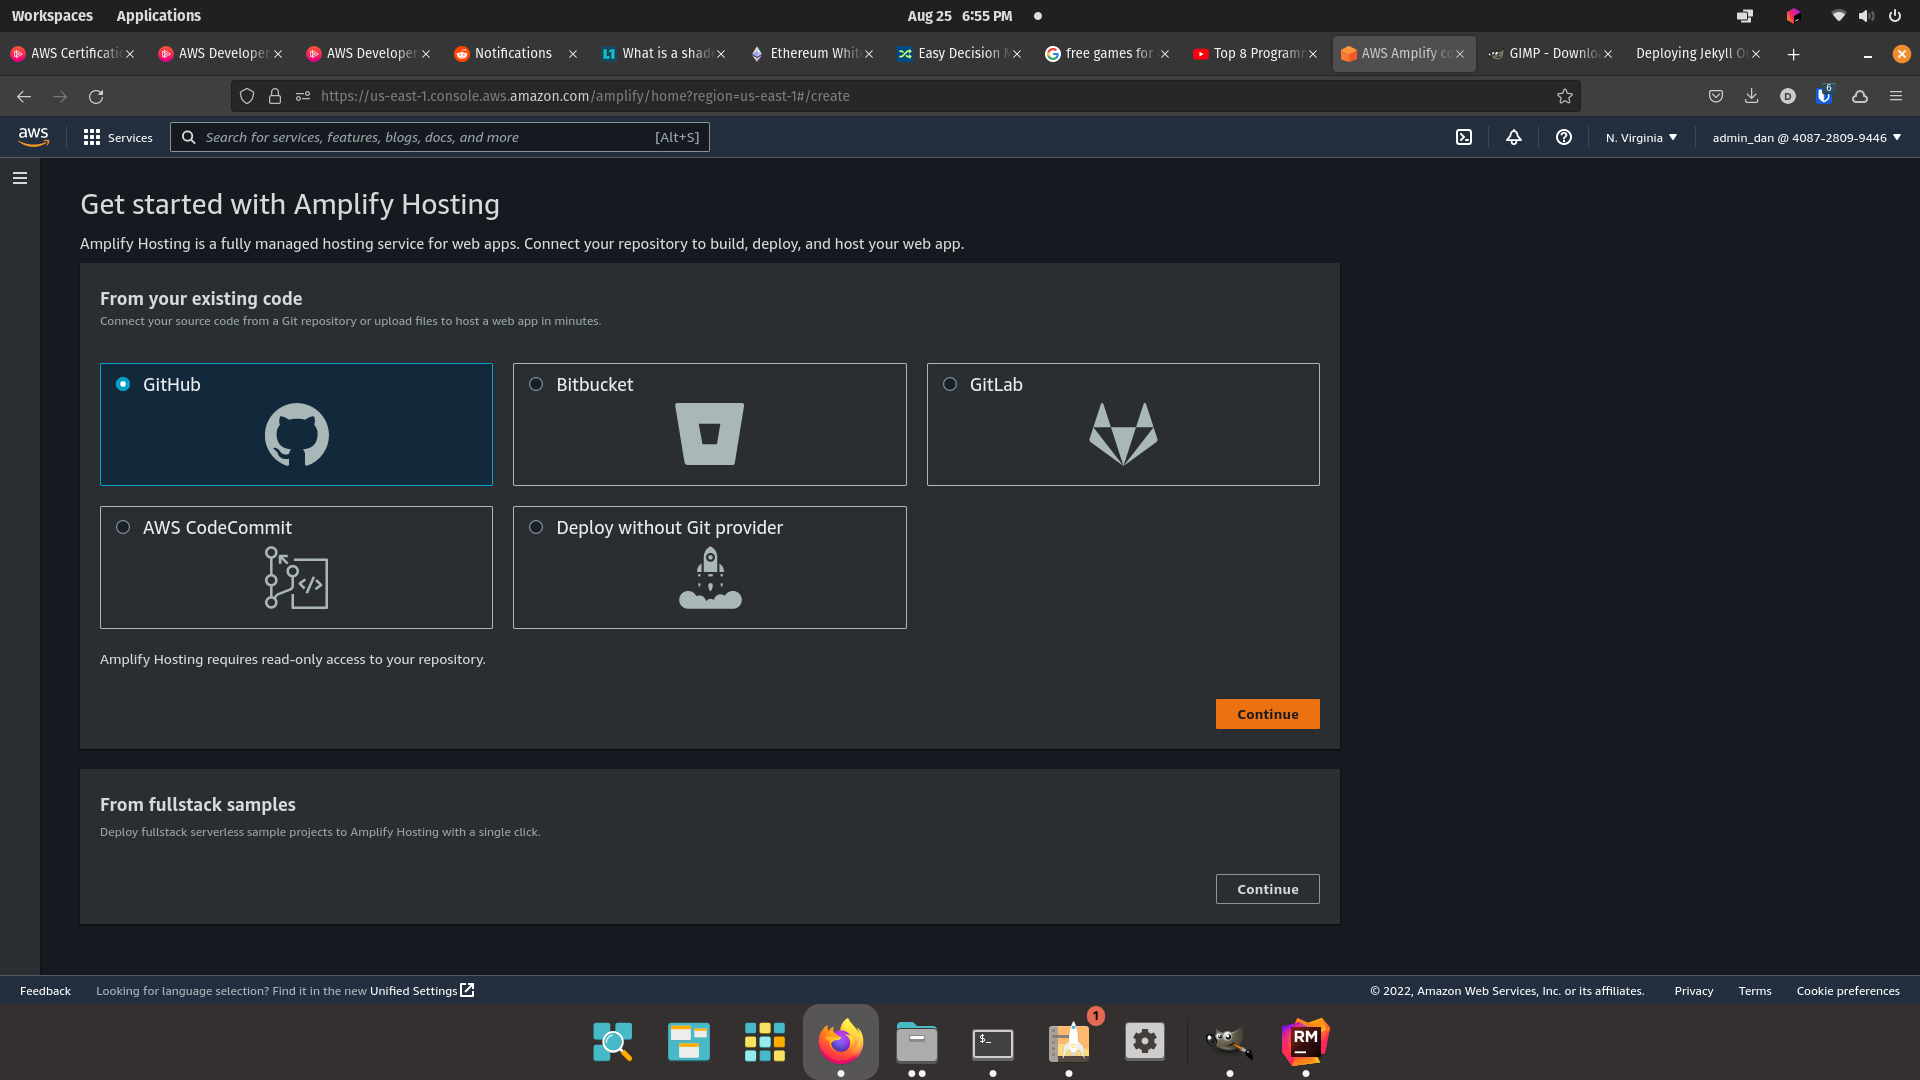 Workspaces Applications Aug 25 6:55 PM
AWS Certificatio AWS Developer AWS Developer Notifications What is a shad Ethereum Whit Easy Decision M free games for Top 8 Programm AWS Amplify co GIMP - Downlo Deploying Jekyll O
https://us-east-1.console.aws.amazon.com/amplify/home?region=us-east-1#/create D 6
aws Services Search for services, features, blogs, docs, and more [Alt+S] N. Virginia admin_dan @ 4087-2809-9446
Get started with Amplify Hosting
Amplify Hosting is a fully managed hosting service for web apps. Connect your repository to build, deploy, and host your web app.
From your existing code
Connect your source code from a Git repository or upload files to host a web app in minutes.
GitHub Bitbucket GitLab
AWS CodeCommit Deploy without Git provider
</>
Amplify Hosting requires read-only access to your repository.
Continue
From fullstack samples
Deploy fullstack serverless sample projects to Amplify Hosting with a single click.
Continue
Feedback Looking for language selection? Find it in the new Unified Settings © 2022, Amazon Web Services, Inc. or its affiliates. Privacy Terms Cookie preferences
$_ 1 RM